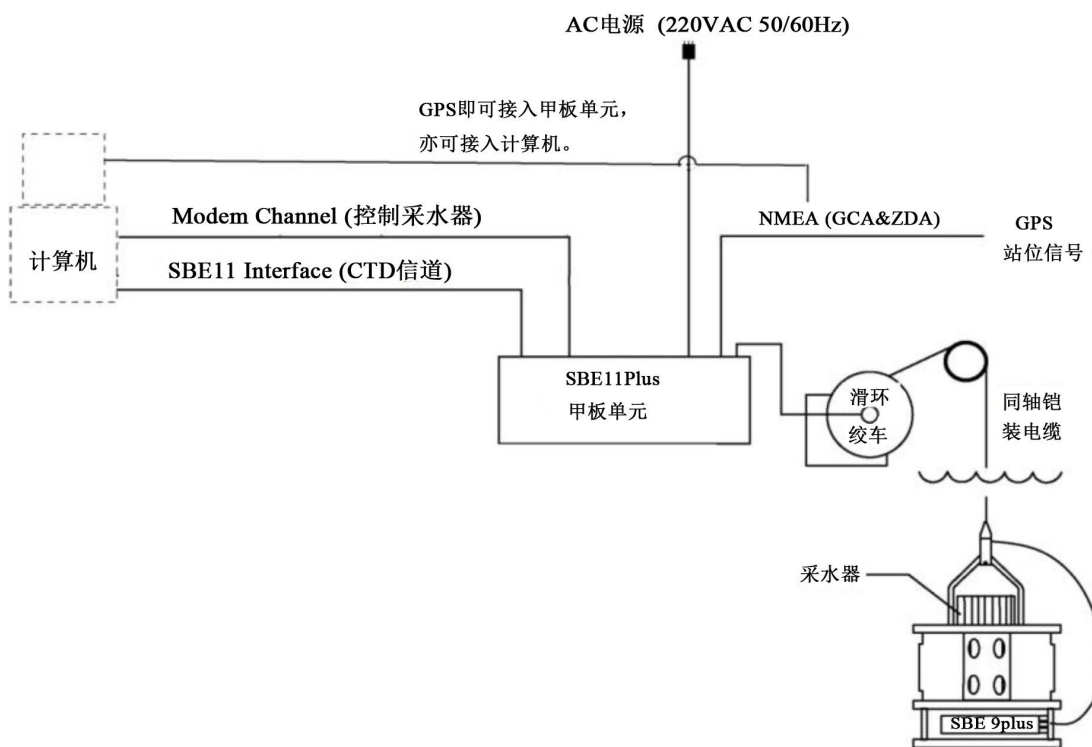 AC电源 (220VAC 50/60Hz)
GPS即可接入甲板单元，
亦可接入计算机。
Modem Channel (控制采水器)
NMEA (GCA&ZDA)
GPS
站位信号
计算机
SBE11 Interface (CTD信道)
SBE11Plus
甲板单元
滑环
绞车
同轴铠
装电缆
采水器
SBE 9plus